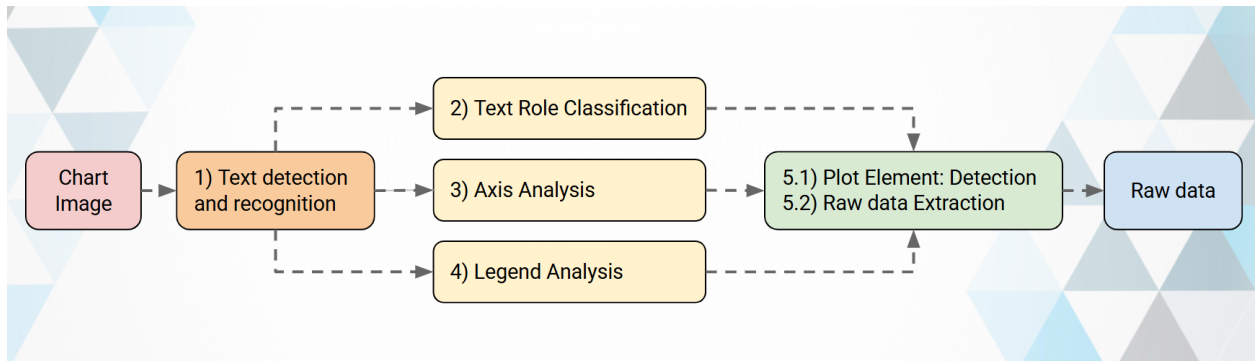 Chart
Image
1) Text detection
and recognition
2) Text Role Classification
3) Axis Analysis
4) Legend Analysis
5.1) Plot Element: Detection
5.2) Raw data Extraction
Raw data